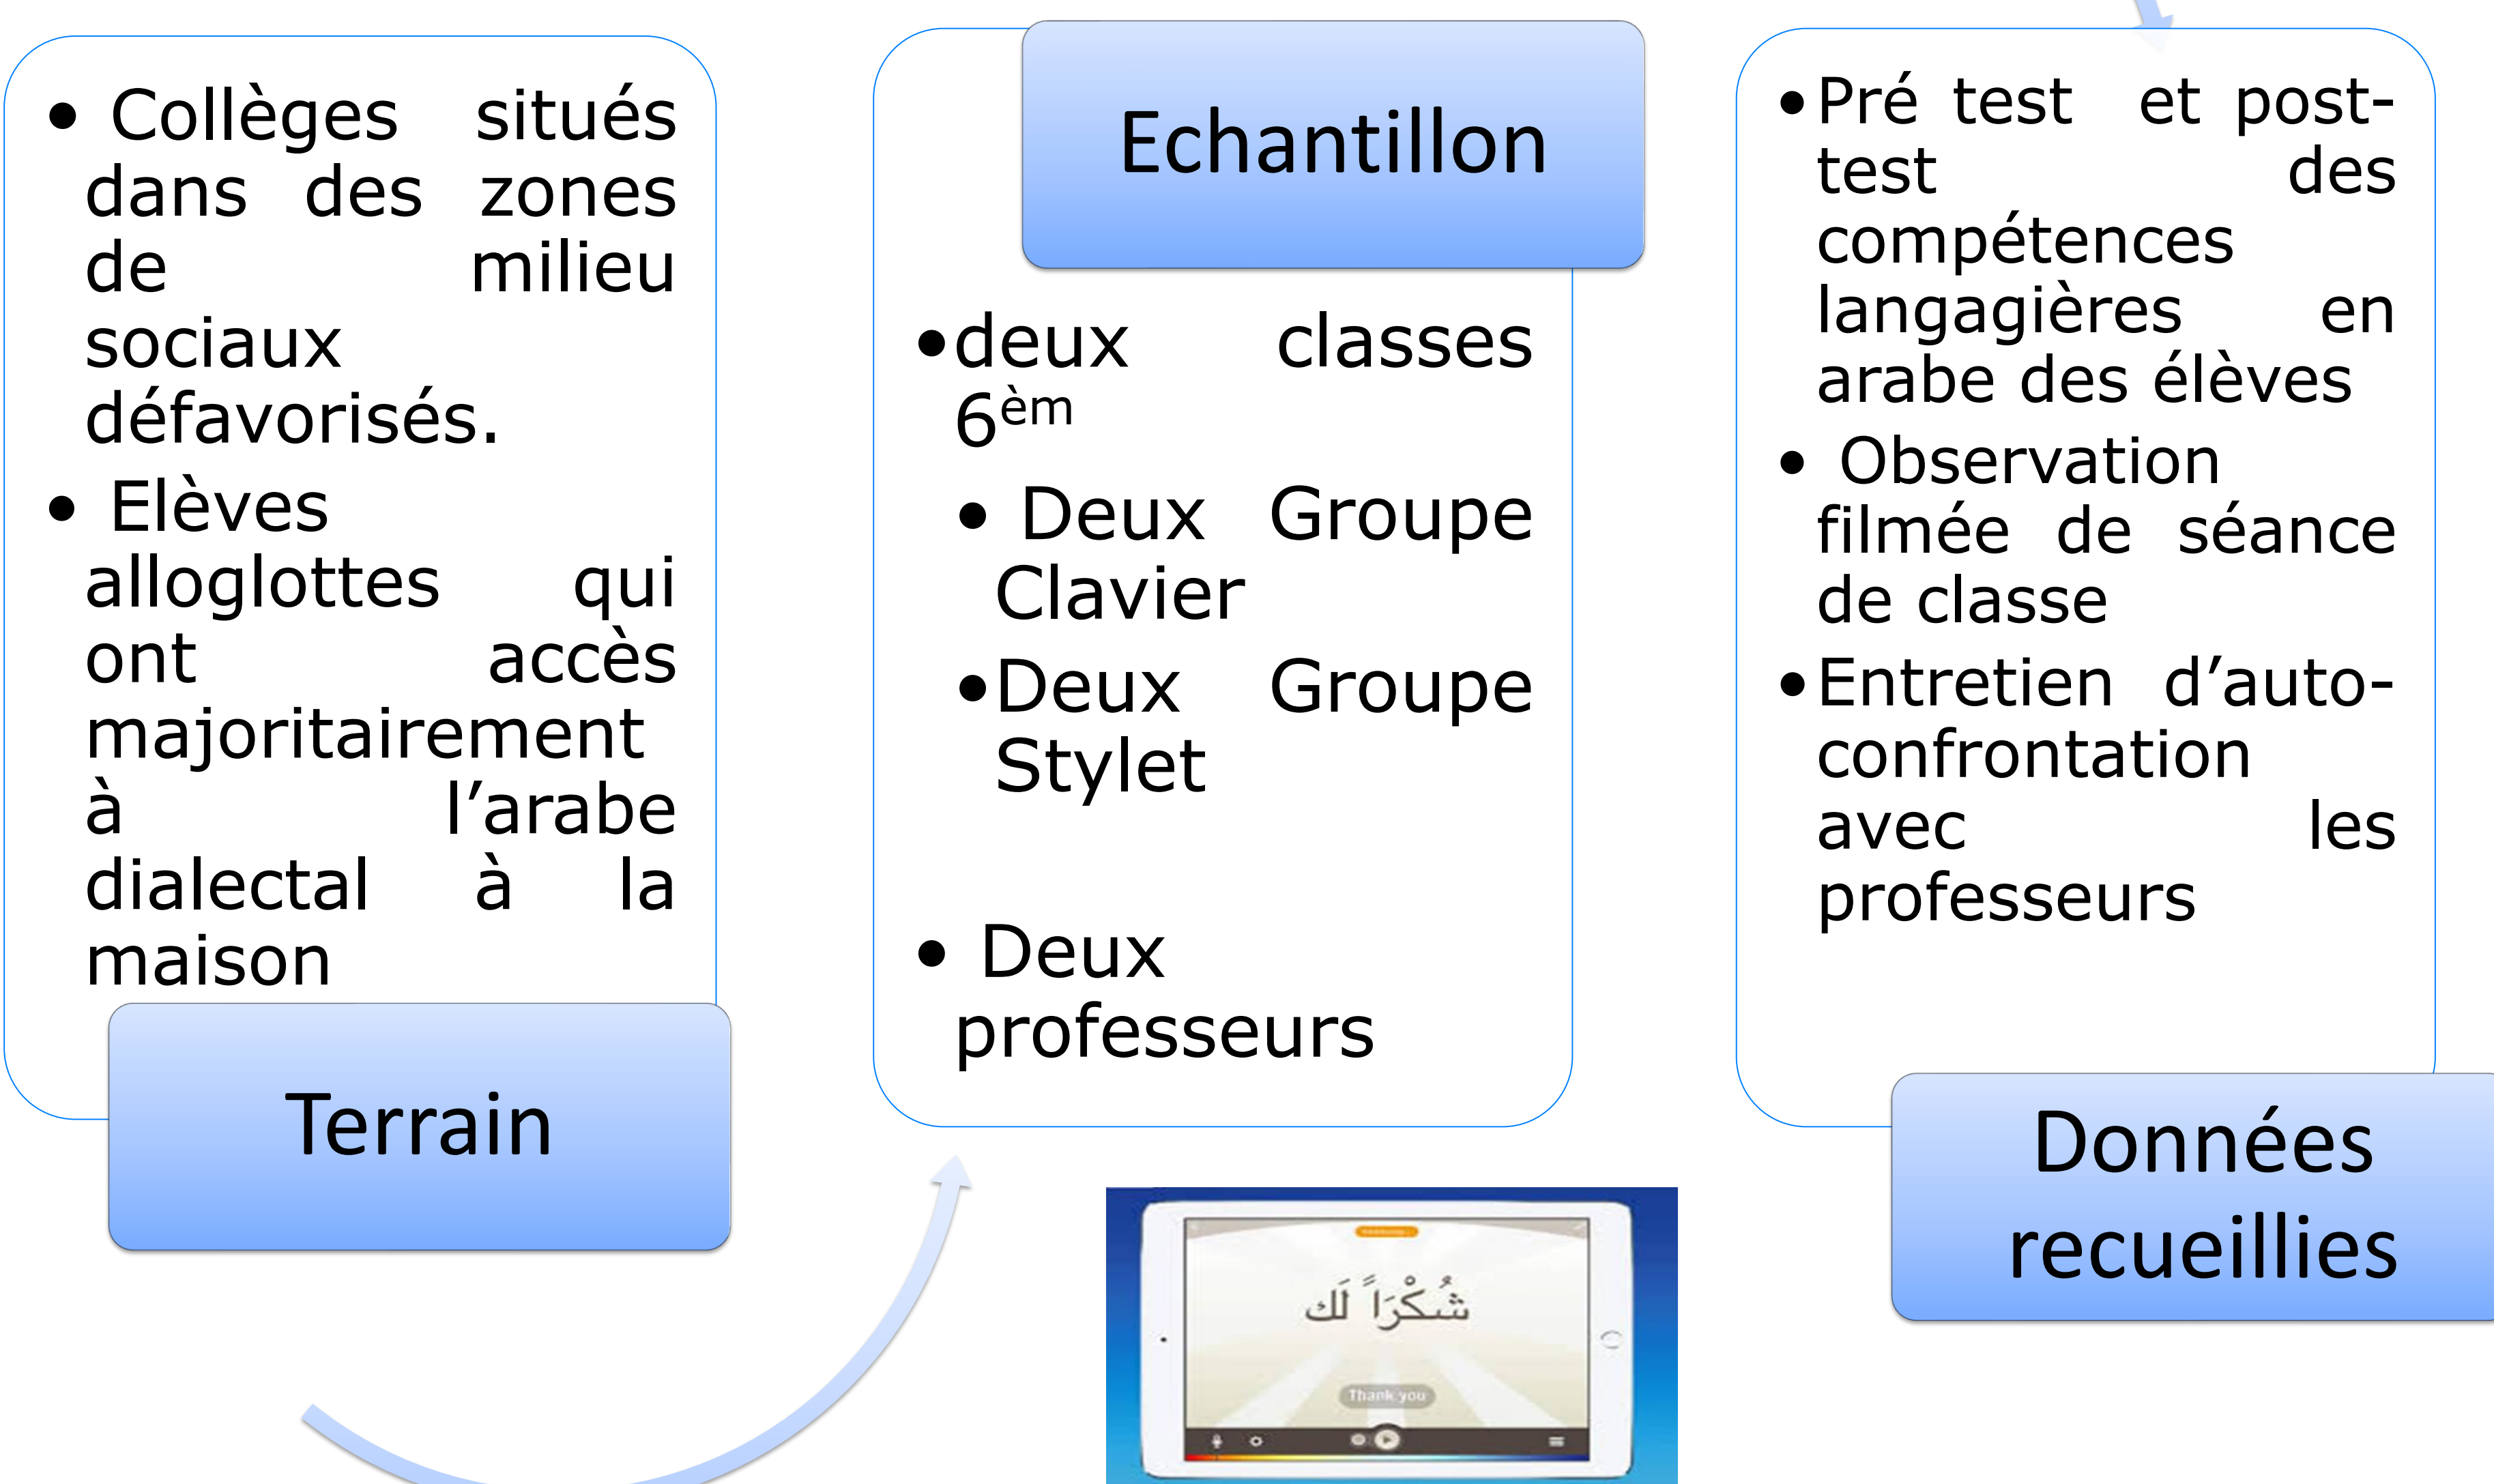 • Collèges situés
dans des zones
de milieu
sociaux
défavorisés.
• Elèves
alloglottes qui
ont accès
majoritairement
à l’arabe
dialectal à la
maison
Terrain
Echantillon
•deux classes
6èm
• Deux Groupe
Clavier
•Deux Groupe
Stylet
• Deux
professeurs
شُكْرَاً لَك
Thank you
•Pré test et post-
test des
compétences
langagières en
arabe des élèves
• Observation
filmée de séance
de classe
•Entretien d’auto-
confrontation
avec les
professeurs
Données
recueillies